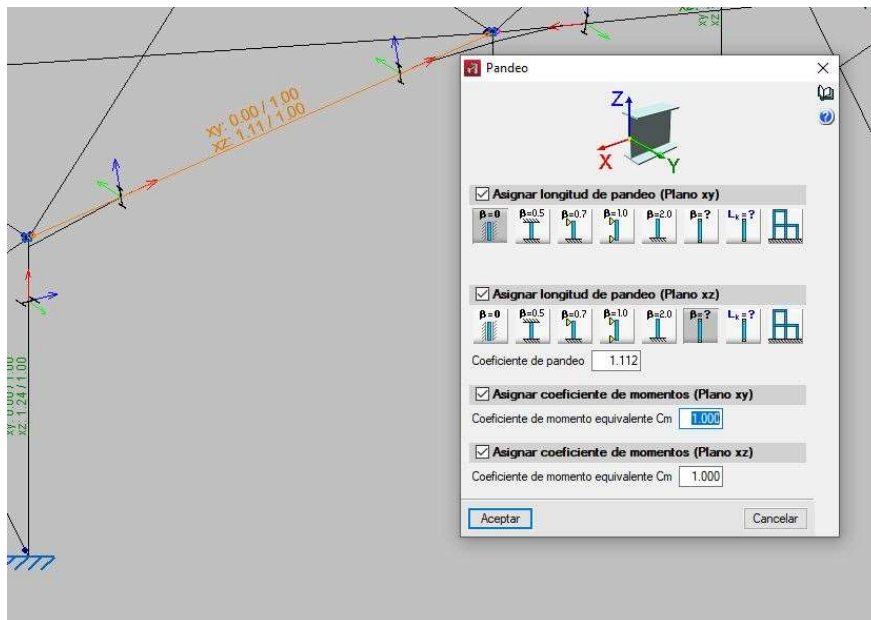 xz:
Ax
zx
xy: 0.00 / 1.00
xz: 1.11 / 1.00
xy: 0.00 / 1.00
xz: 1.24 / 1.00
Pandeo
Z
X
Y
Asignar longitud de pandeo (Plano xy)
β=0 β=0.5 β=0.7 β=1.0 β=2.0 β=? Lk=?
Asignar longitud de pandeo (Plano xz)
β=0 β=0.5 β=0.7 β=1.0 β=2.0 β=? Lk=?
Coeficiente de pandeo 1.112
Asignar coeficiente de momentos (Plano xy)
Coeficiente de momento equivalente Cm 1.000
Asignar coeficiente de momentos (Plano xz)
Coeficiente de momento equivalente Cm 1.000
Aceptar Cancelar